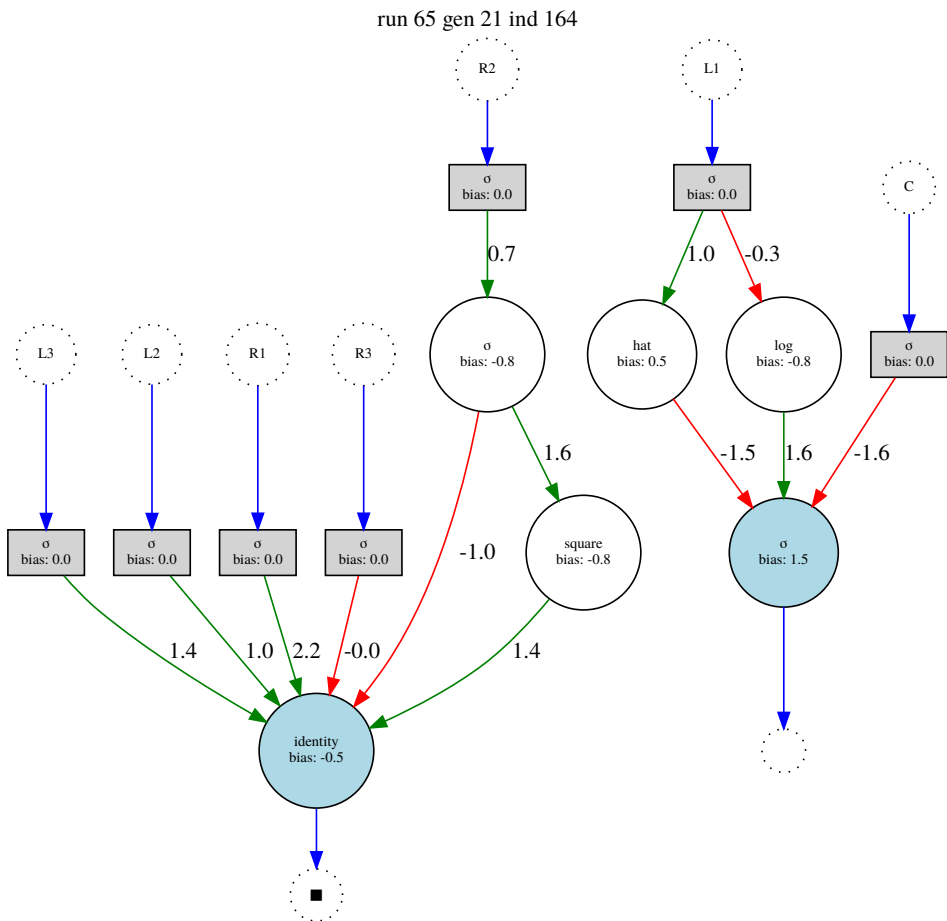 run 65 gen 21 ind 164
R2
L1
σ
bias: 0.0
σ
bias: 0.0
C
0.7
1.0
-0.3
L3
L2
R1
R3
σ
bias: -0.8
hat
bias: 0.5
log
bias: -0.8
σ
bias: 0.0
1.6
-1.5
1.6
-1.6
σ
bias: 0.0
σ
bias: 0.0
σ
bias: 0.0
σ
bias: 0.0
-1.0
square
bias: -0.8
σ
bias: 1.5
1.4
1.0
2.2
-0.0
1.4
identity
bias: -0.5
■